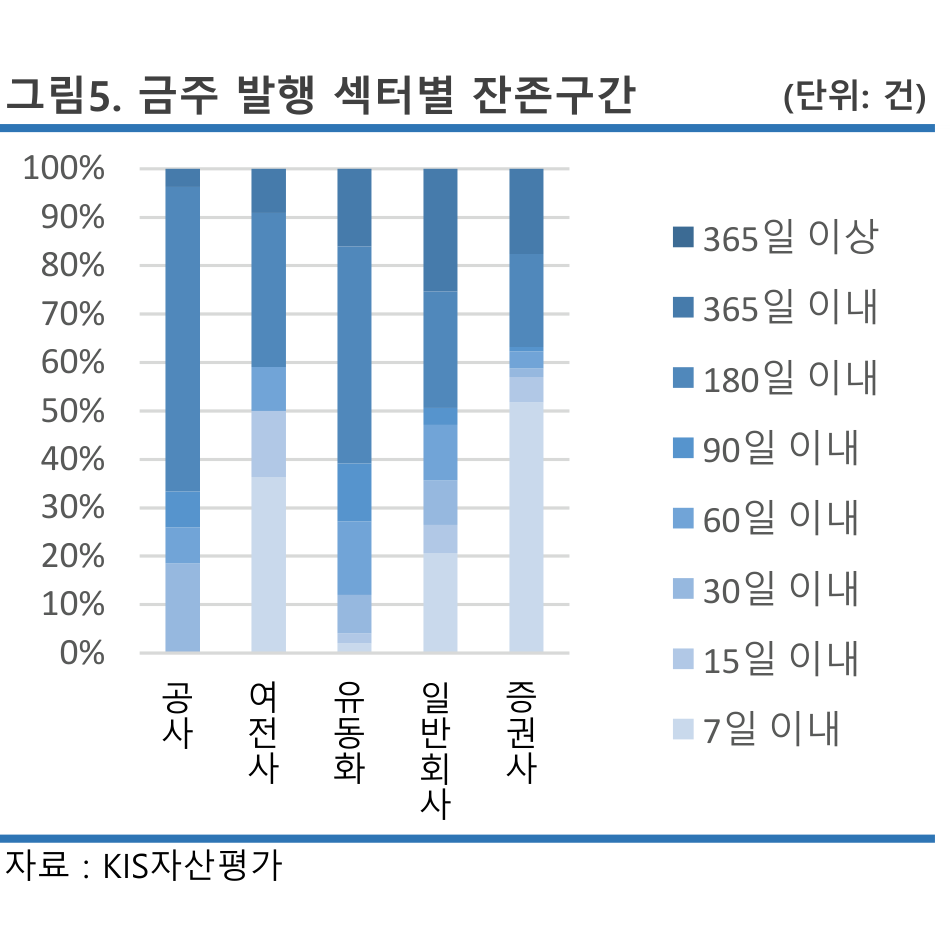 그림5. 금주 발행 섹터별 잔존구간 (단위: 건)
100%
90%
80%
70%
60%
50%
40%
30%
20%
10%
0%
공사
여전사
유동화
일반회사
증권사
365일 이상
365일 이내
180일 이내
90일 이내
60일 이내
30일 이내
15일 이내
7일 이내
자료 : KIS자산평가